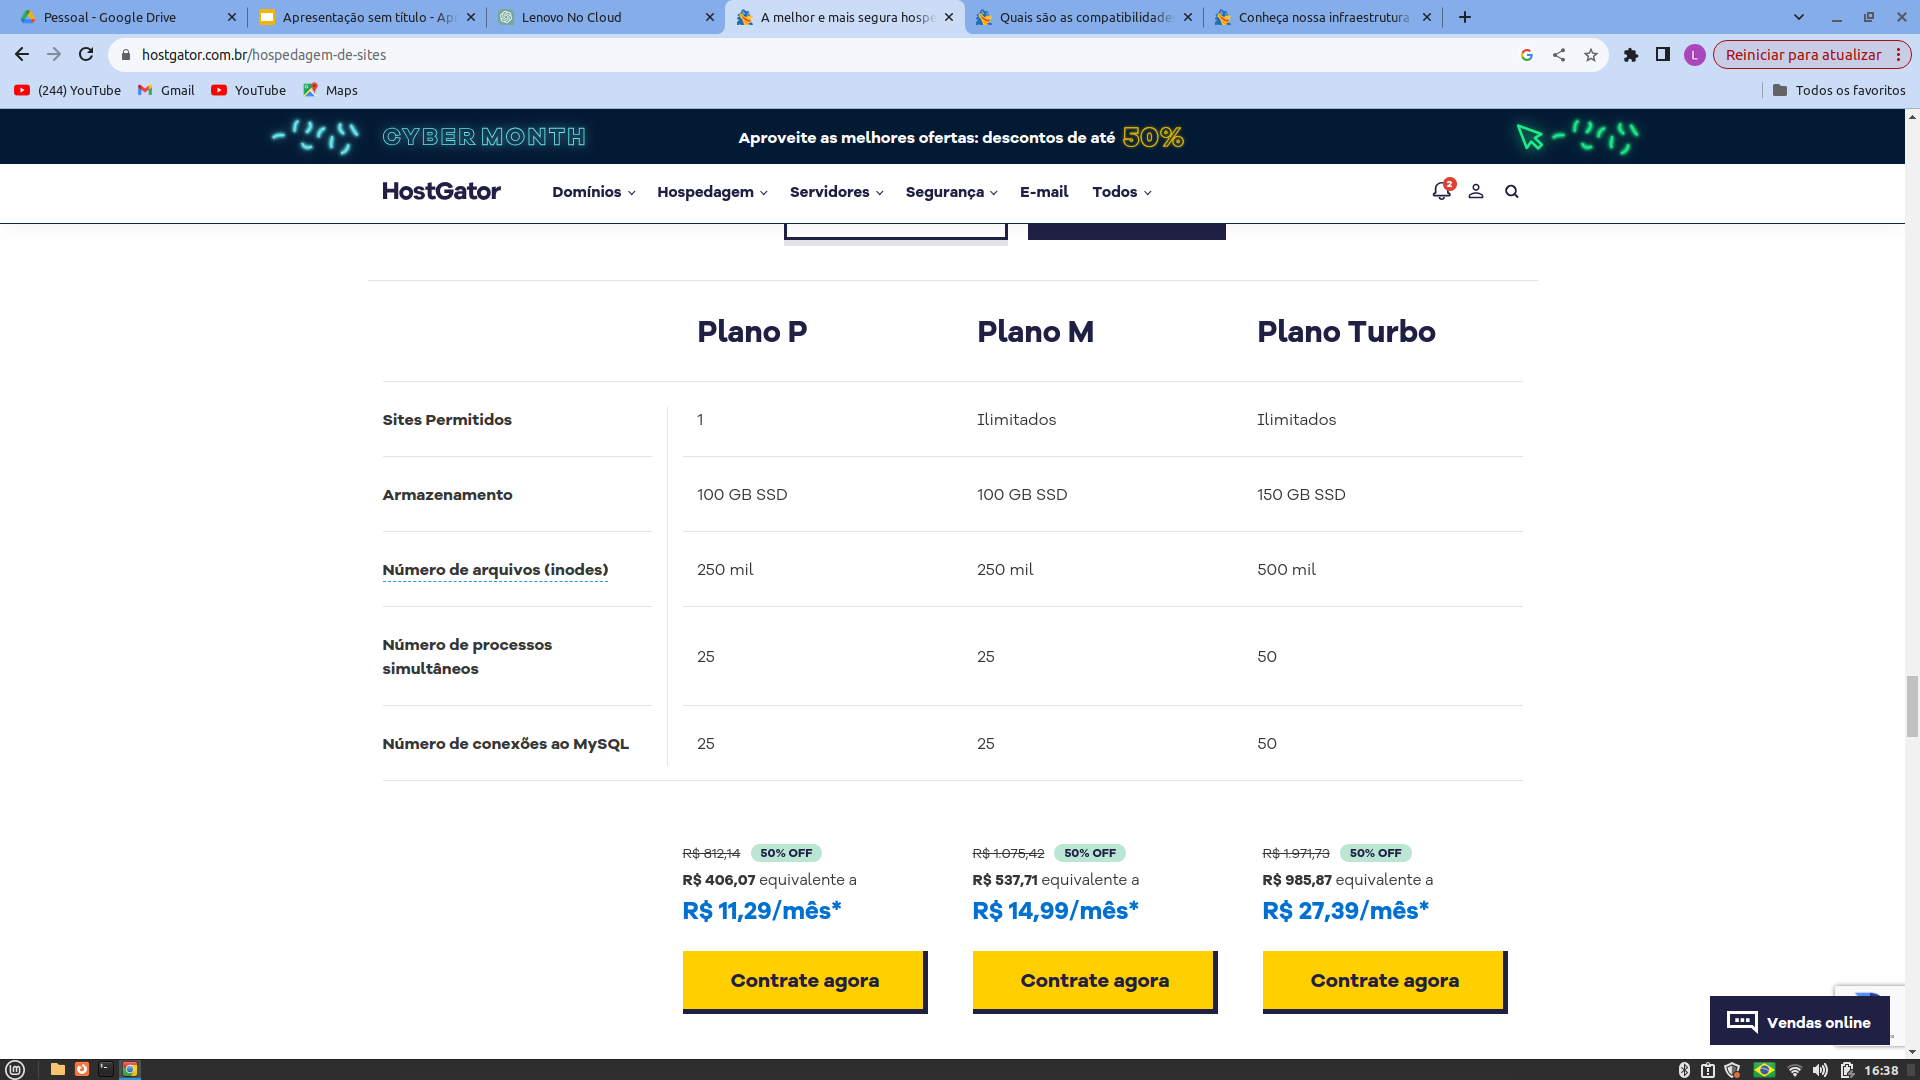 Pessoal - Google Drive
Apresentação sem título - Ap
Lenovo No Cloud
A melhor e mais segura hospe
Quais são as compatibilidade
Conheça nossa infraestrutura
hostgator.com.br/hospedagem-de-sites
L
Reiniciar para atualizar
(244) YouTube
Gmail
YouTube
Maps
Todos os favoritos
CYBER MONTH
Aproveite as melhores ofertas: descontos de até 50%
HostGator
Domínios
Hospedagem
Servidores
Segurança
E-mail
Todos
2
Plano P
Plano M
Plano Turbo
Sites Permitidos
1
Ilimitados
Ilimitados
Armazenamento
100 GB SSD
100 GB SSD
150 GB SSD
Número de arquivos (inodes)
250 mil
250 mil
500 mil
Número de processos
simultâneos
25
25
50
Número de conexões ao MySQL
25
25
50
R$ 812,14 50% OFF
R$ 406,07 equivalente a
R$ 11,29/mês*
Contrate agora
R$ 1.075,42 50% OFF
R$ 537,71 equivalente a
R$ 14,99/mês*
Contrate agora
R$ 1.971,73 50% OFF
R$ 985,87 equivalente a
R$ 27,39/mês*
Contrate agora
Vendas online
16:38